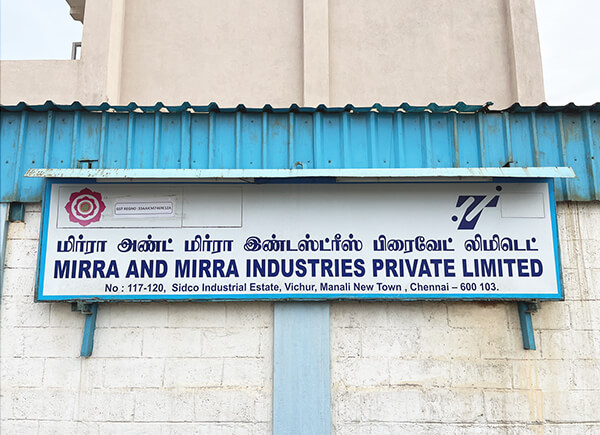 மிர்ரா அண்ட் மிர்ரா இண்டஸ்ட்ரீஸ் பிரைவேட் லிமிடெட்
MIRRA AND MIRRA INDUSTRIES PRIVATE LIMITED
No : 117-120, Sidco Industrial Estate, Vichur, Manali New Town , Chennai – 600 103.